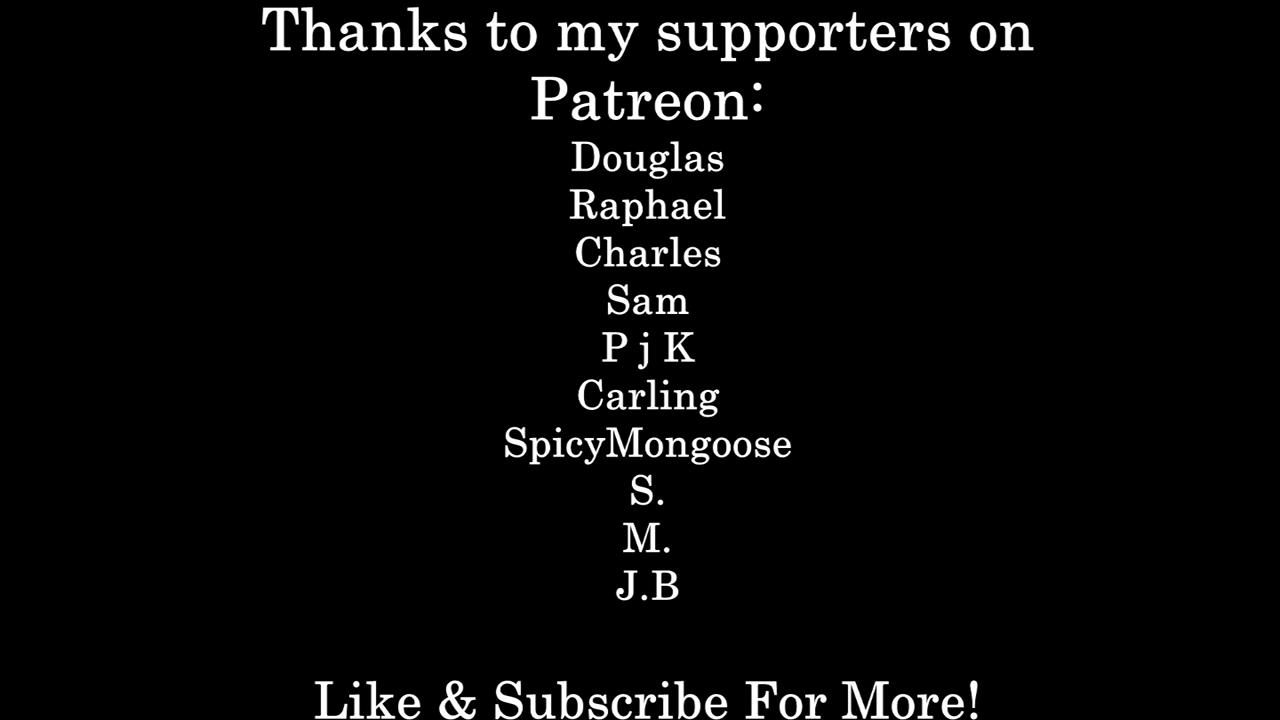 Thanks to my supporters on
Patreon:
Douglas
Raphael
Charles
Sam
P j K
Carling
SpicyMongoose
S.
M.
J.B
Like & Subscribe For More!